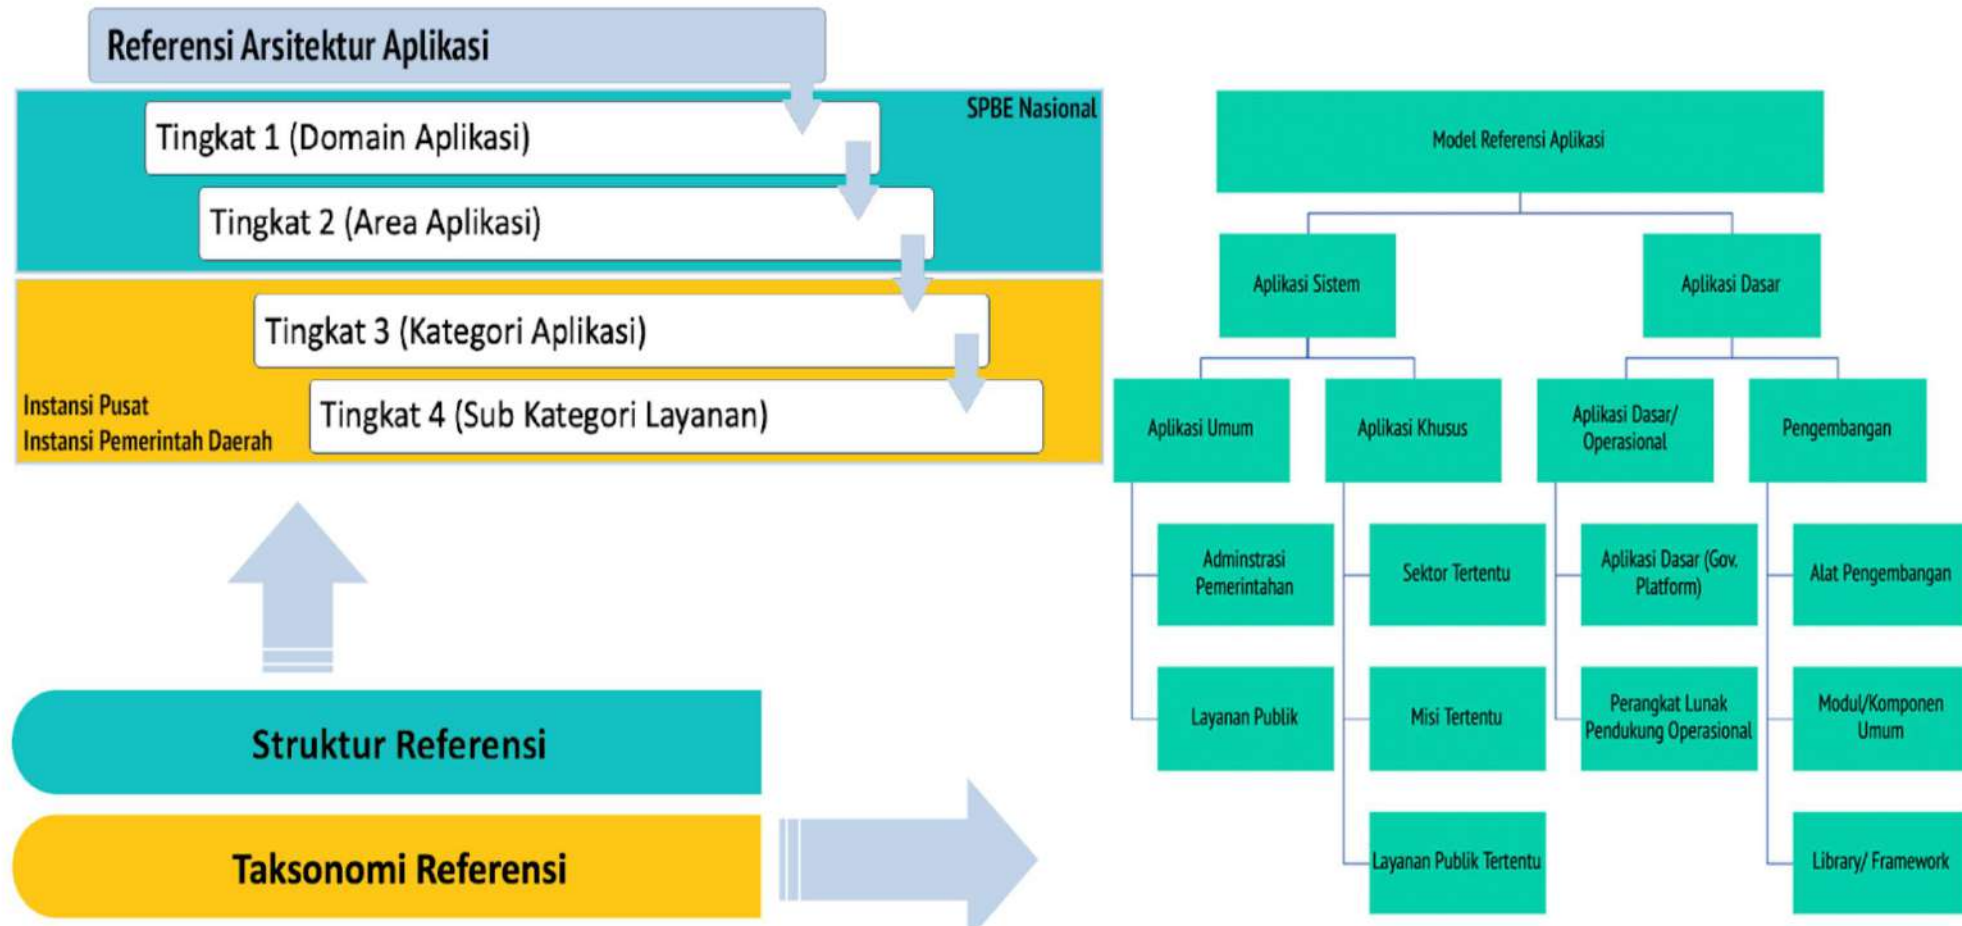 Referensi Arsitektur Aplikasi
SPBE Nasional
Tingkat 1 (Domain Aplikasi)
Tingkat 2 (Area Aplikasi)
Tingkat 3 (Kategori Aplikasi)
Instansi Pusat
Instansi Pemerintah Daerah
Tingkat 4 (Sub Kategori Layanan)
Struktur Referensi
Taksonomi Referensi
Model Referensi Aplikasi
Aplikasi Sistem
Aplikasi Dasar
Aplikasi Umum
Aplikasi Khusus
Aplikasi Dasar/
Operasional
Pengembangan
Adminstrasi
Pemerintahan
Sektor Tertentu
Aplikasi Dasar (Gov.
Platform)
Alat Pengembangan
Layanan Publik
Misi Tertentu
Perangkat Lunak
Pendukung Operasional
Modul/Komponen
Umum
Layanan Publik Tertentu
Library/ Framework